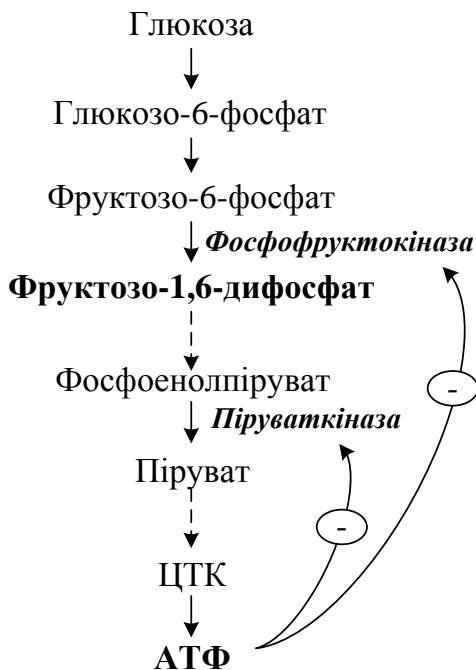 Глюкоза
Глюкозо-6-фосфат
Фруктозо-6-фосфат
Фосфофруктокіназа
Фруктозо-1,6-дифосфат
Фосфоенолпіруват
Піруваткіназа
Піруват
ЦТК
АТФ
-
-